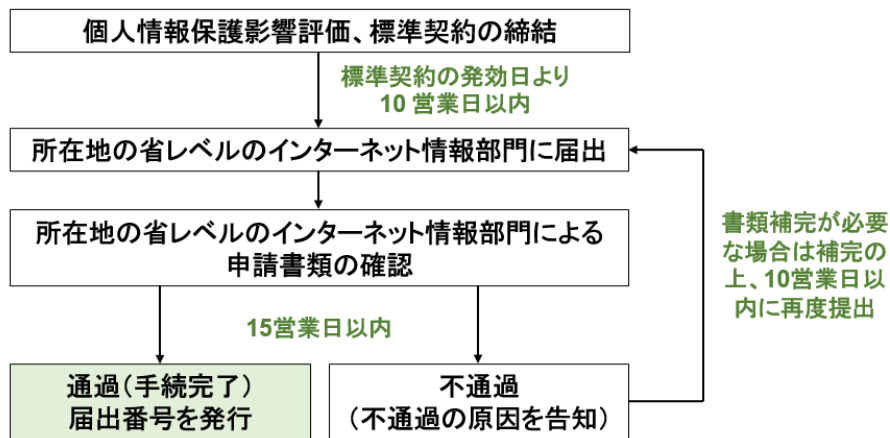 個人情報保護影響評価、標準契約の締結
標準契約の発効日より
10 営業日以内
所在地の省レベルのインターネット情報部門に届出
所在地の省レベルのインターネット情報部門による
申請書類の確認
書類補完が必要
な場合は補完の
上、10営業日以
内に再度提出
15営業日以内
通過（手続完了）
届出番号を発行
不通過
（不通過の原因を告知）